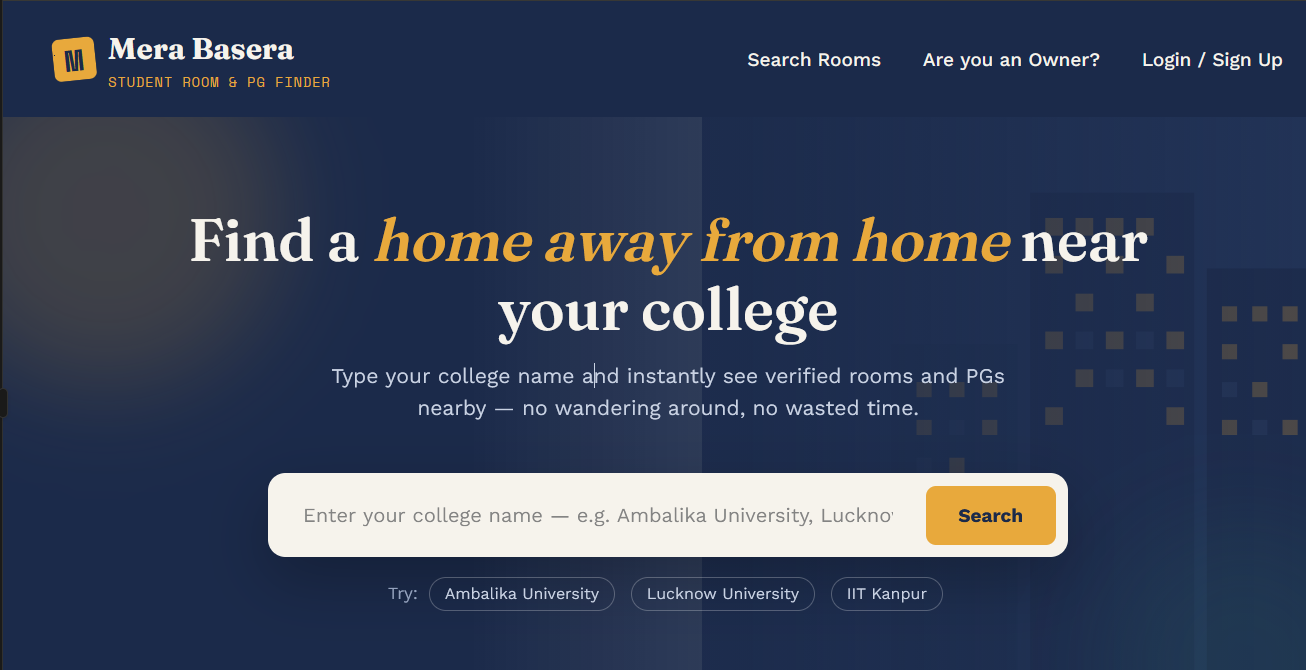 M
Mera Basera
STUDENT ROOM & PG FINDER
Search Rooms
Are you an Owner?
Login / Sign Up
Find a home away from home near
your college
Type your college name and instantly see verified rooms and PGs
nearby — no wandering around, no wasted time.
Enter your college name — e.g. Ambalika University, Lucknov
Search
Try:
Ambalika University
Lucknow University
IIT Kanpur